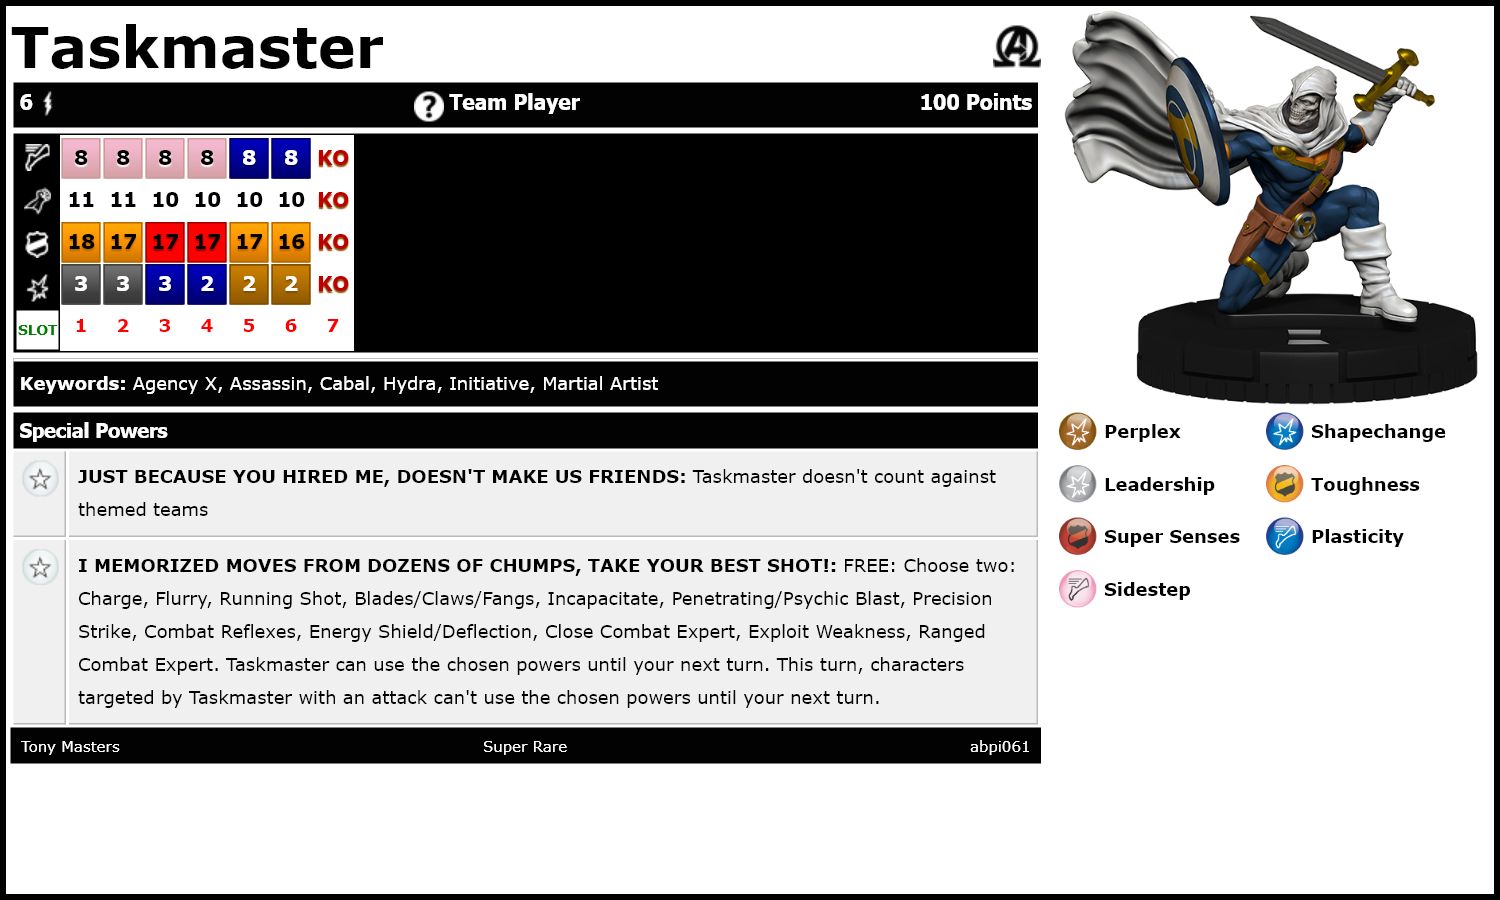 Taskmaster
6 ? Team Player 100 Points
8 8 8 8 8 8 KO
11 11 10 10 10 10 KO
18 17 17 17 17 16 KO
3 3 3 2 2 2 KO
SLOT 1 2 3 4 5 6 7
Keywords: Agency X, Assassin, Cabal, Hydra, Initiative, Martial Artist
Special Powers
JUST BECAUSE YOU HIRED ME, DOESN'T MAKE US FRIENDS: Taskmaster doesn't count against
themed teams
I MEMORIZED MOVES FROM DOZENS OF CHUMPS, TAKE YOUR BEST SHOT!: FREE: Choose two:
Charge, Flurry, Running Shot, Blades/Claws/Fangs, Incapacitate, Penetrating/Psychic Blast, Precision
Strike, Combat Reflexes, Energy Shield/Deflection, Close Combat Expert, Exploit Weakness, Ranged
Combat Expert. Taskmaster can use the chosen powers until your next turn. This turn, characters
targeted by Taskmaster with an attack can't use the chosen powers until your next turn.
Tony Masters Super Rare abpi061
Perplex Shapechange
Leadership Toughness
Super Senses Plasticity
Sidestep